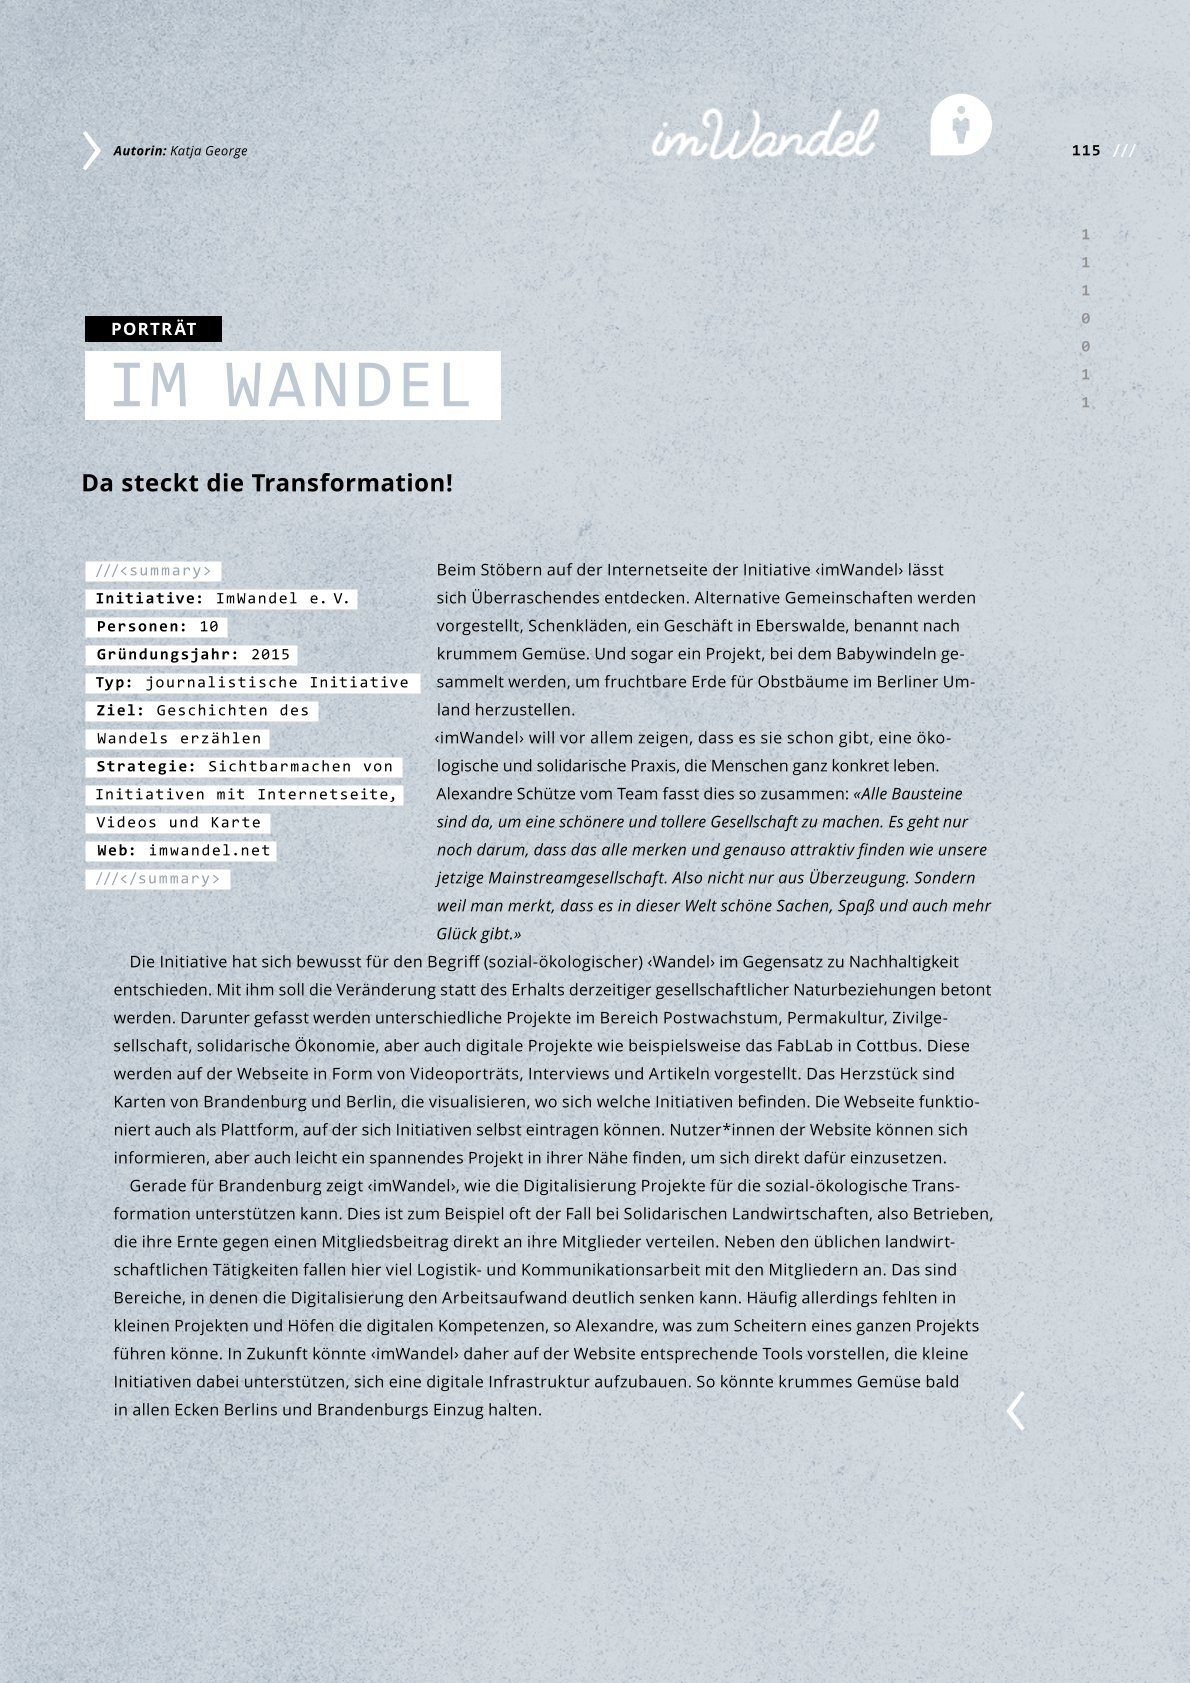 Autorin: Katja George
imWandel
115 ///
1
1
1
0
0
1
1
PORTRÄT
IM WANDEL
Da steckt die Transformation!
///<summary>
Initiative: ImWandel e. V.
Personen: 10
Gründungsjahr: 2015
Typ: journalistische Initiative
Ziel: Geschichten des
Wandels erzählen
Strategie: Sichtbarmachen von
Initiativen mit Internetseite,
Videos und Karte
Web: imwandel.net
///</summary>
Beim Stöbern auf der Internetseite der Initiative ‹imWandel› lässt
sich Überraschendes entdecken. Alternative Gemeinschaften werden
vorgestellt, Schenkläden, ein Geschäft in Eberswalde, benannt nach
krummem Gemüse. Und sogar ein Projekt, bei dem Babywindeln ge-
sammelt werden, um fruchtbare Erde für Obstbäume im Berliner Um-
land herzustellen.
‹imWandel› will vor allem zeigen, dass es sie schon gibt, eine öko-
logische und solidarische Praxis, die Menschen ganz konkret leben.
Alexandre Schütze vom Team fasst dies so zusammen: «Alle Bausteine
sind da, um eine schönere und tollere Gesellschaft zu machen. Es geht nur
noch darum, dass das alle merken und genauso attraktiv finden wie unsere
jetzige Mainstreamgesellschaft. Also nicht nur aus Überzeugung. Sondern
weil man merkt, dass es in dieser Welt schöne Sachen, Spaß und auch mehr
Glück gibt.»
Die Initiative hat sich bewusst für den Begriff (sozial-ökologischer) ‹Wandel› im Gegensatz zu Nachhaltigkeit
entschieden. Mit ihm soll die Veränderung statt des Erhalts derzeitiger gesellschaftlicher Naturbeziehungen betont
werden. Darunter gefasst werden unterschiedliche Projekte im Bereich Postwachstum, Permakultur, Zivilge-
sellschaft, solidarische Ökonomie, aber auch digitale Projekte wie beispielsweise das FabLab in Cottbus. Diese
werden auf der Webseite in Form von Videoporträts, Interviews und Artikeln vorgestellt. Das Herzstück sind
Karten von Brandenburg und Berlin, die visualisieren, wo sich welche Initiativen befinden. Die Webseite funktio-
niert auch als Plattform, auf der sich Initiativen selbst eintragen können. Nutzer*innen der Website können sich
informieren, aber auch leicht ein spannendes Projekt in ihrer Nähe finden, um sich direkt dafür einzusetzen.
Gerade für Brandenburg zeigt ‹imWandel›, wie die Digitalisierung Projekte für die sozial-ökologische Trans-
formation unterstützen kann. Dies ist zum Beispiel oft der Fall bei Solidarischen Landwirtschaften, also Betrieben,
die ihre Ernte gegen einen Mitgliedsbeitrag direkt an ihre Mitglieder verteilen. Neben den üblichen landwirt-
schaftlichen Tätigkeiten fallen hier viel Logistik- und Kommunikationsarbeit mit den Mitgliedern an. Das sind
Bereiche, in denen die Digitalisierung den Arbeitsaufwand deutlich senken kann. Häufig allerdings fehlten in
kleinen Projekten und Höfen die digitalen Kompetenzen, so Alexandre, was zum Scheitern eines ganzen Projekts
führen könne. In Zukunft könnte ‹imWandel› daher auf der Website entsprechende Tools vorstellen, die kleine
Initiativen dabei unterstützen, sich eine digitale Infrastruktur aufzubauen. So könnte krummes Gemüse bald
in allen Ecken Berlins und Brandenburgs Einzug halten.